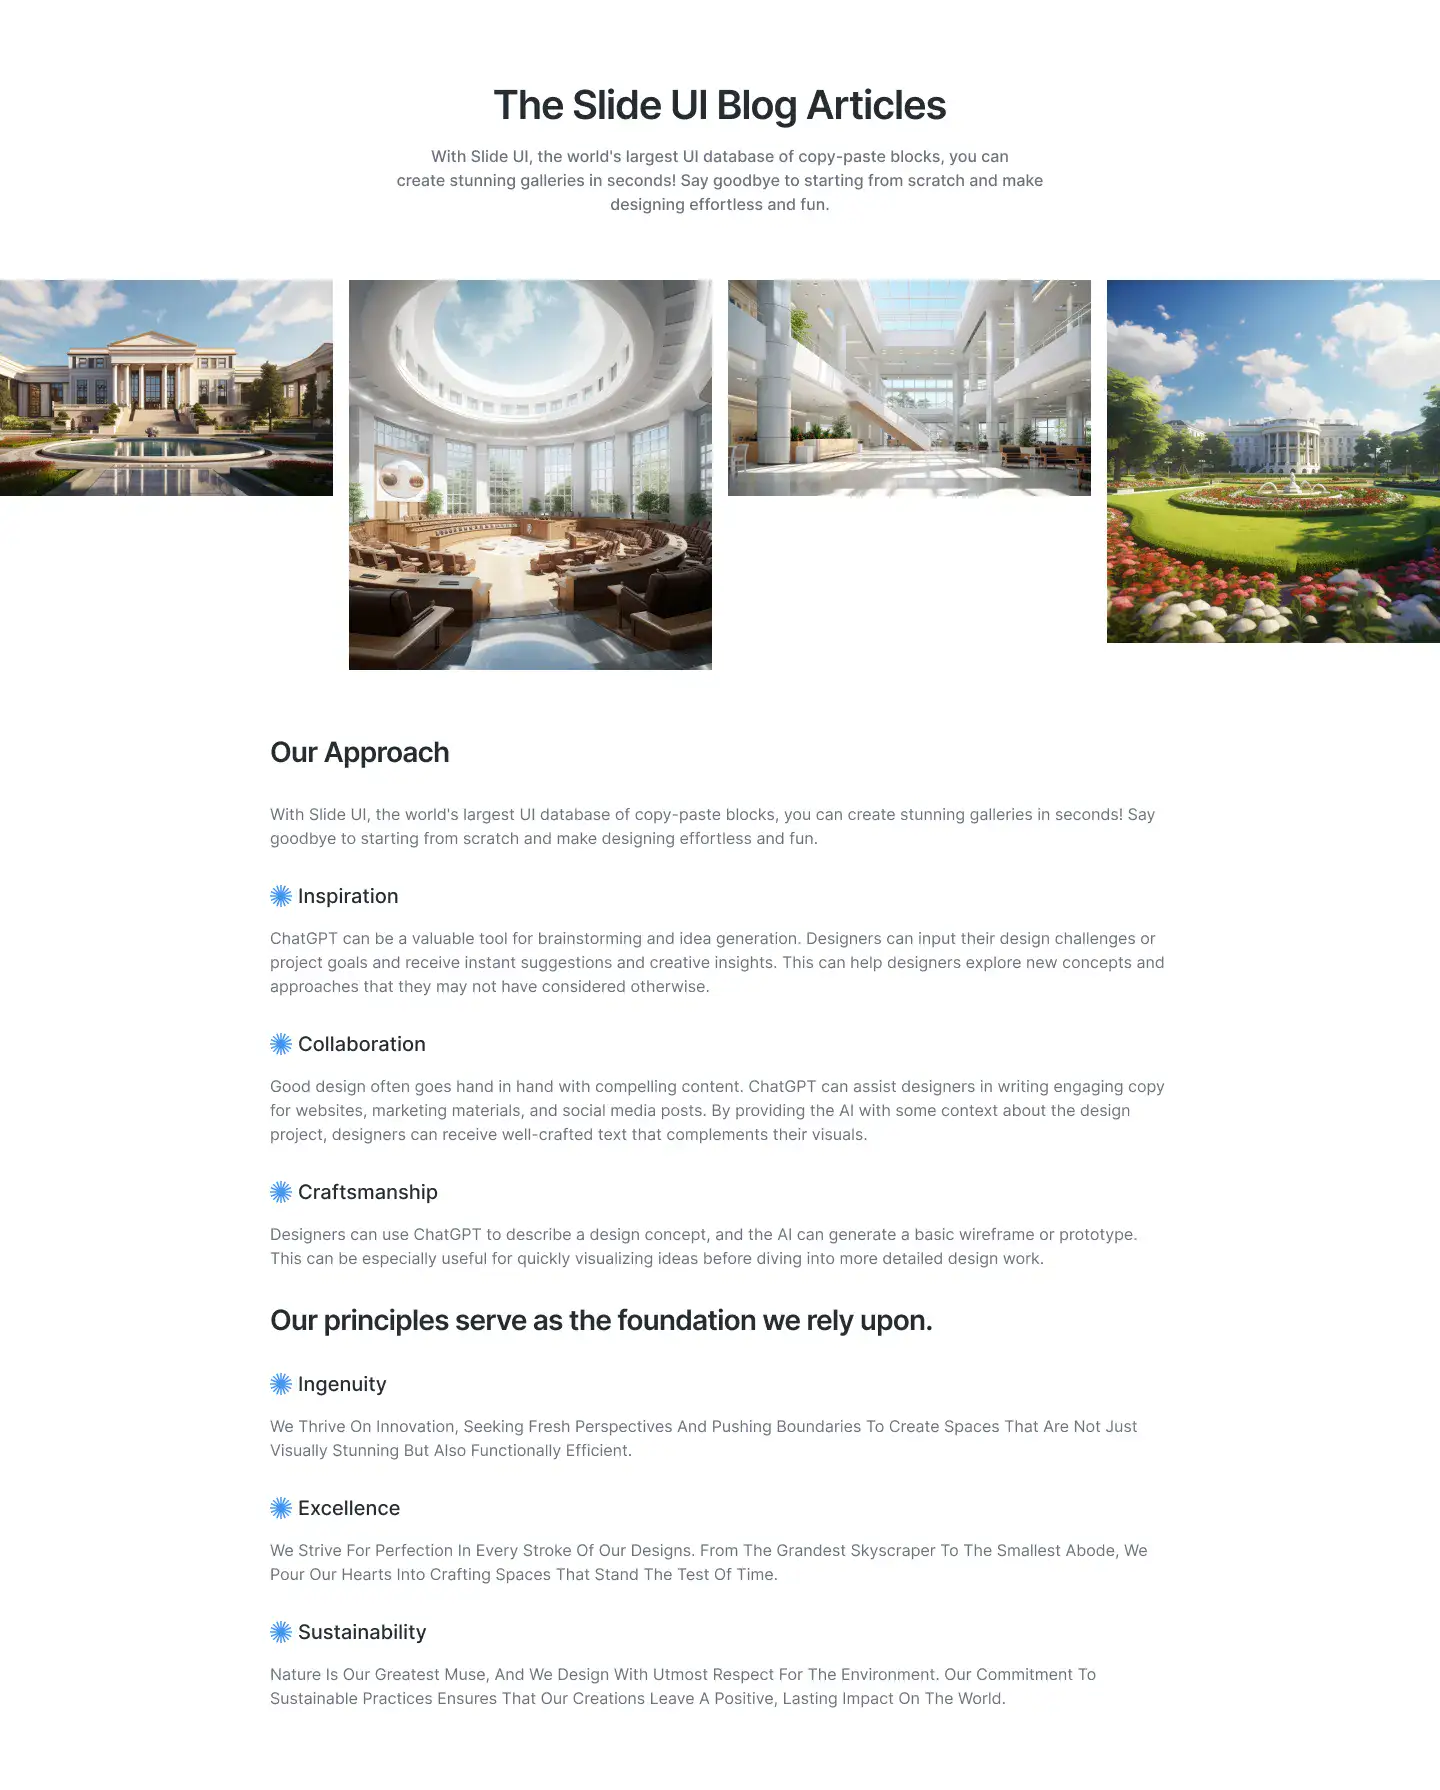 The Slide UI Blog Articles
With Slide UI, the world's largest UI database of copy-paste blocks, you can
create stunning galleries in seconds! Say goodbye to starting from scratch and make
designing effortless and fun.
Our Approach
With Slide UI, the world's largest UI database of copy-paste blocks, you can create stunning galleries in seconds! Say
goodbye to starting from scratch and make designing effortless and fun.
Inspiration
ChatGPT can be a valuable tool for brainstorming and idea generation. Designers can input their design challenges or
project goals and receive instant suggestions and creative insights. This can help designers explore new concepts and
approaches that they may not have considered otherwise.
Collaboration
Good design often goes hand in hand with compelling content. ChatGPT can assist designers in writing engaging copy
for websites, marketing materials, and social media posts. By providing the AI with some context about the design
project, designers can receive well-crafted text that complements their visuals.
Craftsmanship
Designers can use ChatGPT to describe a design concept, and the AI can generate a basic wireframe or prototype.
This can be especially useful for quickly visualizing ideas before diving into more detailed design work.
Our principles serve as the foundation we rely upon.
Ingenuity
We Thrive On Innovation, Seeking Fresh Perspectives And Pushing Boundaries To Create Spaces That Are Not Just
Visually Stunning But Also Functionally Efficient.
Excellence
We Strive For Perfection In Every Stroke Of Our Designs. From The Grandest Skyscraper To The Smallest Abode, We
Pour Our Hearts Into Crafting Spaces That Stand The Test Of Time.
Sustainability
Nature Is Our Greatest Muse, And We Design With Utmost Respect For The Environment. Our Commitment To
Sustainable Practices Ensures That Our Creations Leave A Positive, Lasting Impact On The World.